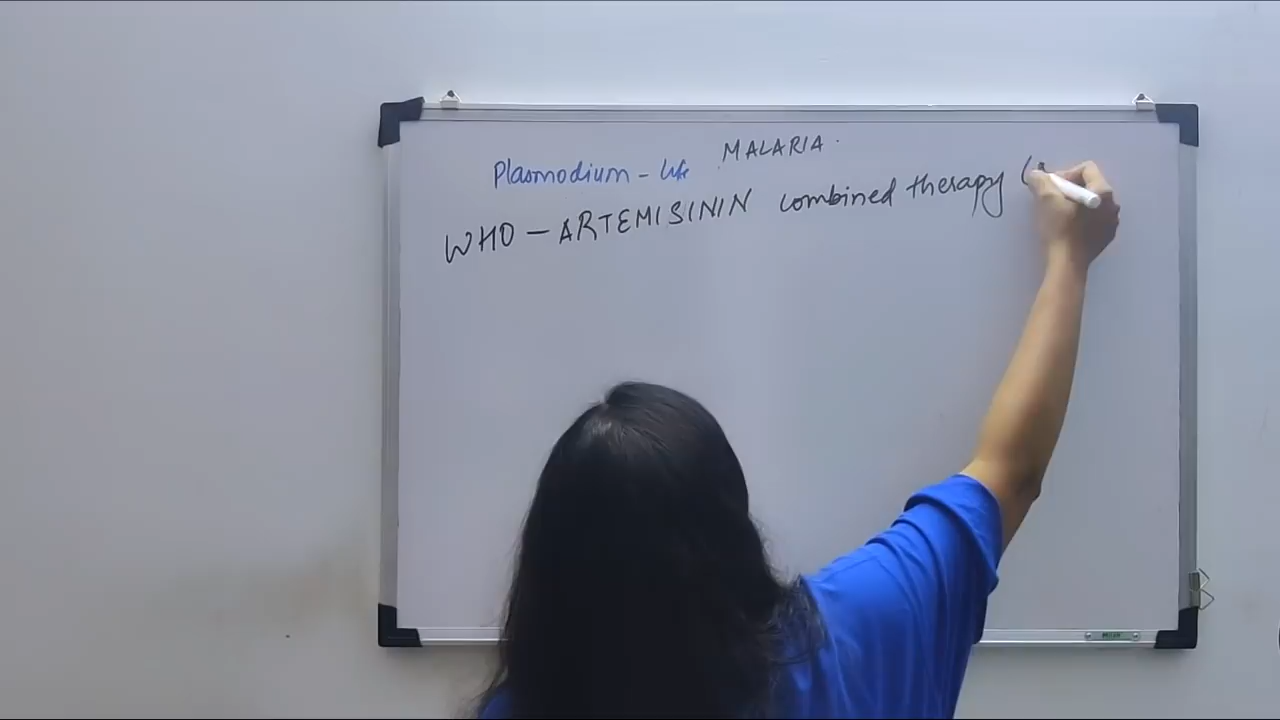 MALARIA.
Plasmodium - life
WHO - ARTEMISININ combined therapy (